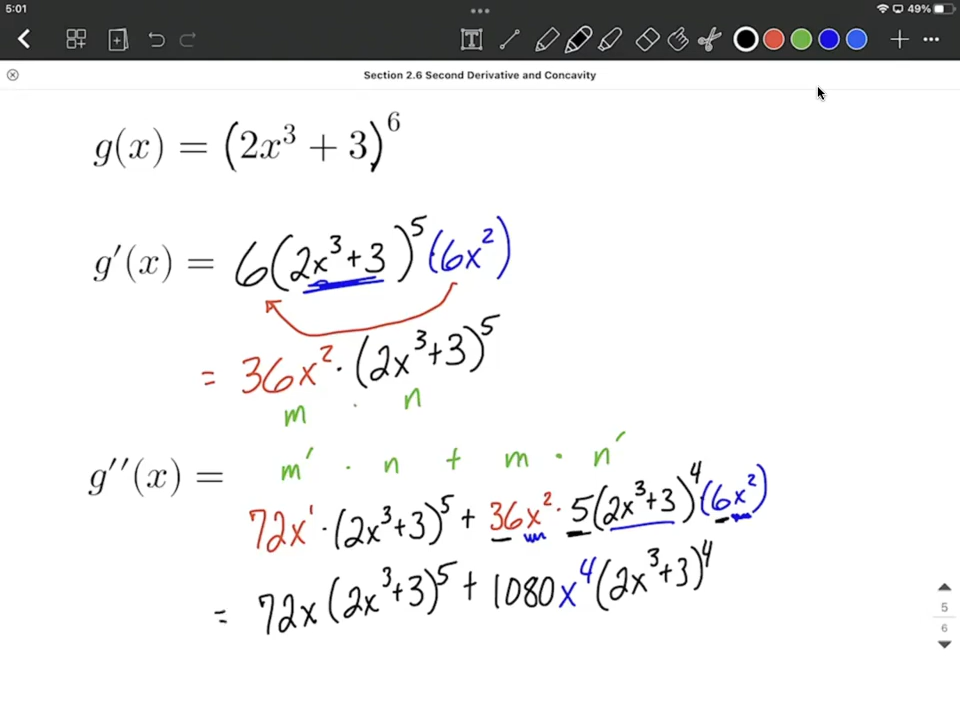 5:01
49%
Section 2.6 Second Derivative and Concavity
g(x) = (2x³ + 3)⁶
g′(x) = 6(2x³+3)⁵(6x²)
= 36x² · (2x³+3)⁵
m · n
g′′(x) = m′ · n + m · n′
72x¹ · (2x³+3)⁵ + 36x² · 5(2x³+3)⁴(6x²)
= 72x(2x³+3)⁵ + 1080x⁴(2x³+3)⁴
5
6